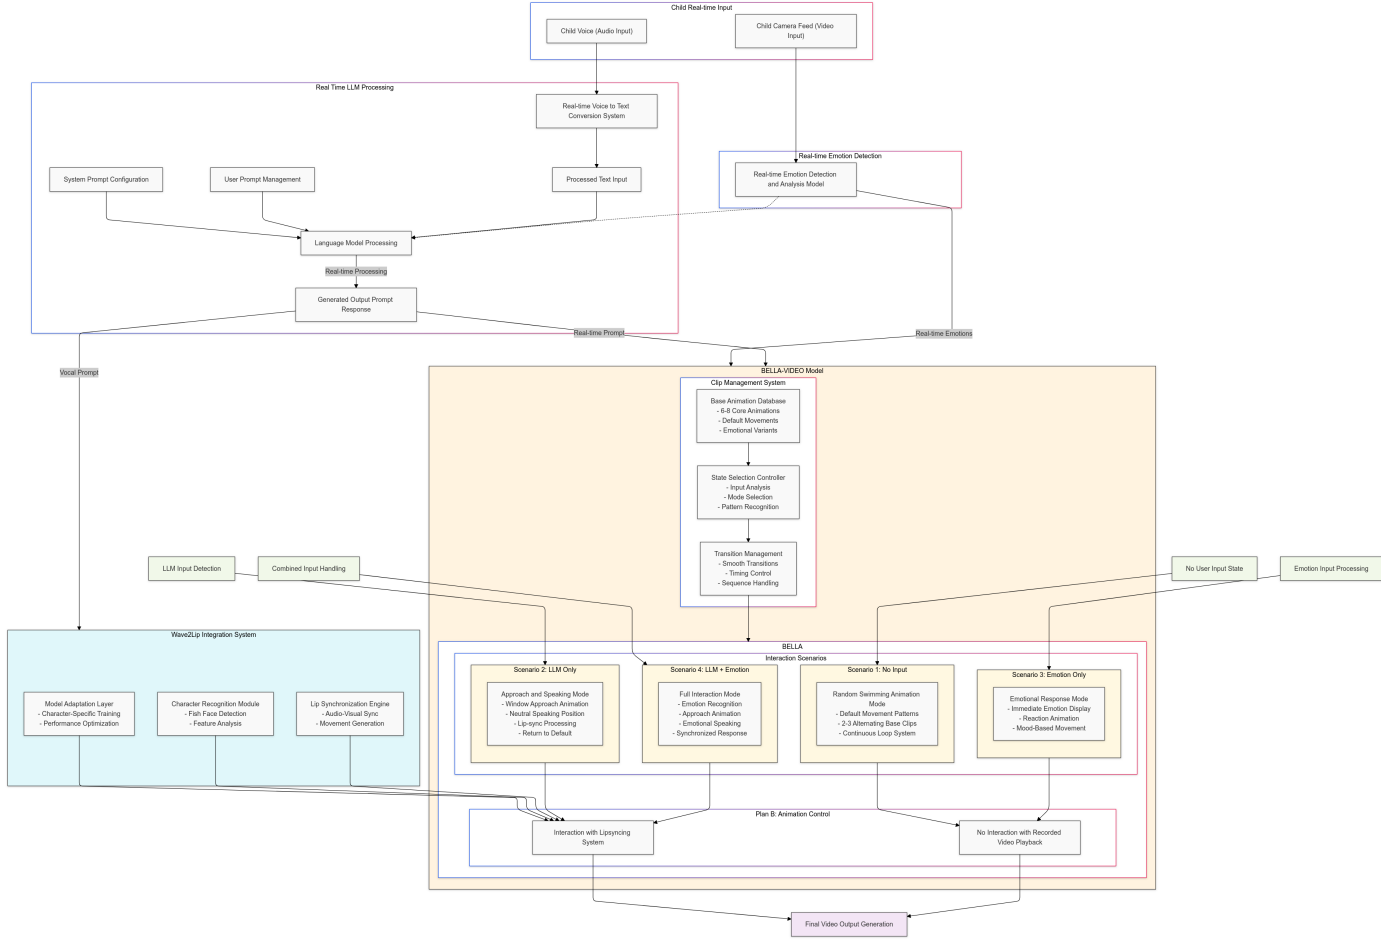 Child Real-time Input
Child Voice (Audio Input)
Child Camera Feed (Video
Input)
Real Time LLM Processing
Real-time Voice to Text
Conversion System
System Prompt Configuration
User Prompt Management
Processed Text Input
Real-time Emotion Detection
Real-time Emotion Detection
and Analysis Model
Language Model Processing
Real-time Processing
Generated Output Prompt
Response
Real-time Prompt
Real-time Emotions
Vocal Prompt
BELLA-VIDEO Model
Clip Management System
Base Animation Database
- 6-8 Core Animations
- Default Movements
- Emotional Variants
State Selection Controller
- Input Analysis
- Mode Selection
- Pattern Recognition
Transition Management
- Smooth Transitions
- Timing Control
- Sequence Handling
LLM Input Detection
Combined Input Handling
No User Input State
Emotion Input Processing
Wave2Lip Integration System
Model Adaptation Layer
- Character-Specific Training
- Performance Optimization
Character Recognition Module
- Fish Face Detection
- Feature Analysis
Lip Synchronization Engine
- Audio-Visual Sync
- Movement Generation
BELLA
Interaction Scenarios
Scenario 2: LLM Only
Approach and Speaking Mode
- Window Approach Animation
- Neutral Speaking Position
- Lip-sync Processing
- Return to Default
Scenario 4: LLM + Emotion
Full Interaction Mode
- Emotion Recognition
- Approach Animation
- Emotional Speaking
- Synchronized Response
Scenario 1: No Input
Random Swimming Animation
Mode
- Default Movement Patterns
- 2-3 Alternating Base Clips
- Continuous Loop System
Scenario 3: Emotion Only
Emotional Response Mode
- Immediate Emotion Display
- Reaction Animation
- Mood-Based Movement
Plan B: Animation Control
Interaction with Lipsyncing
System
No Interaction with Recorded
Video Playback
Final Video Output Generation